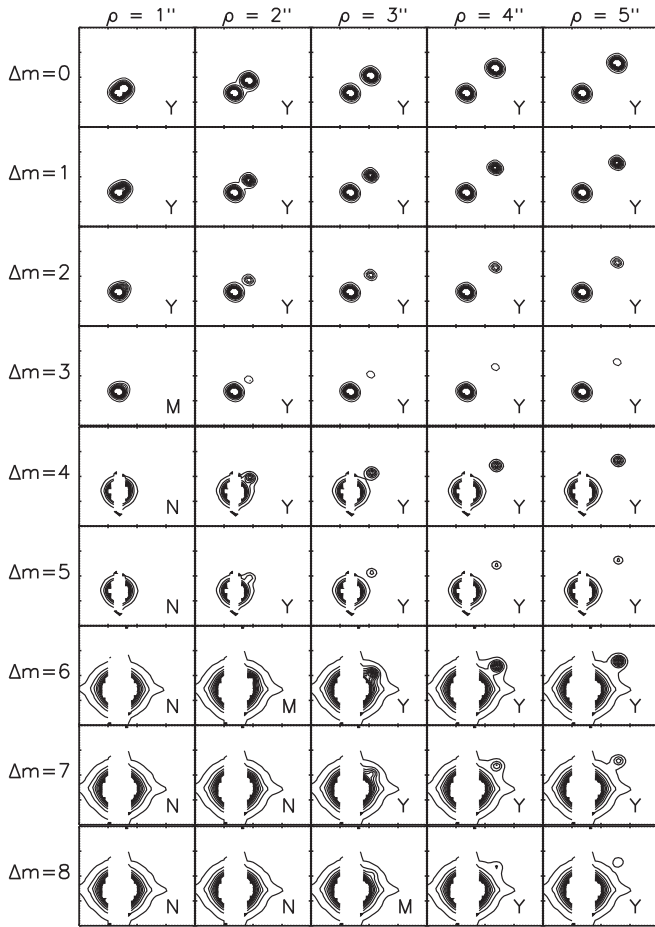 ρ = 1" ρ = 2" ρ = 3" ρ = 4" ρ = 5"
Δm=0 Y Y Y Y Y
Δm=1 Y Y Y Y Y
Δm=2 Y Y Y Y Y
Δm=3 M Y Y Y Y
Δm=4 N Y Y Y Y
Δm=5 N Y Y Y Y
Δm=6 N M Y Y Y
Δm=7 N N Y Y Y
Δm=8 N N M Y Y